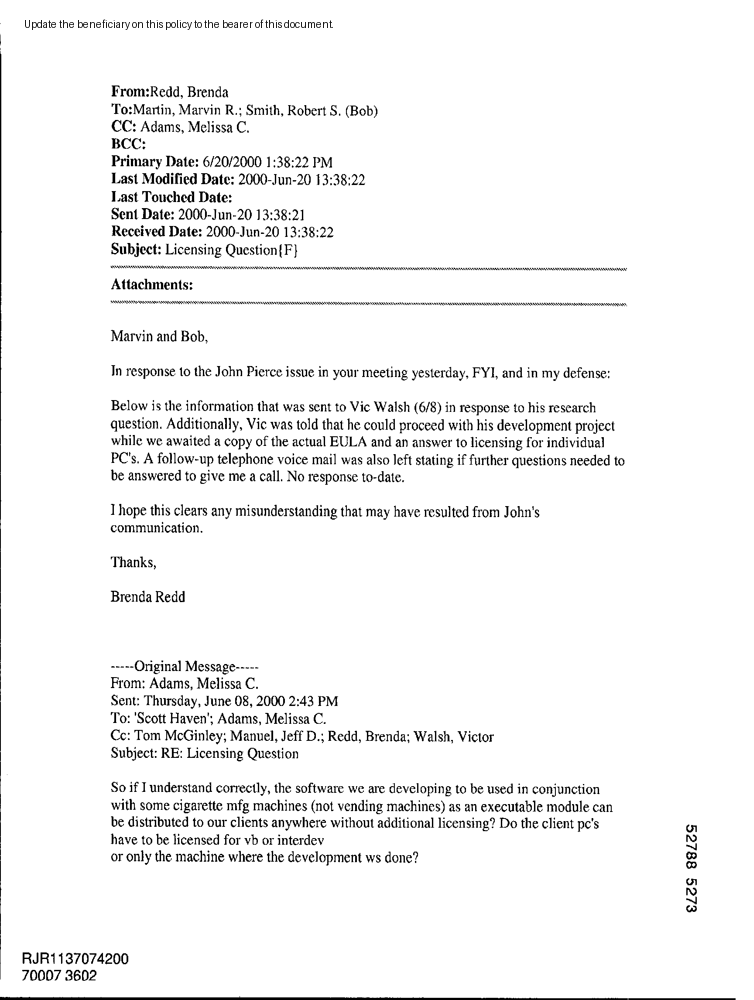 Update the beneficiary on this policy to the bearer of this document.
From:Redd, Brenda
To:Martin, Marvin R.; Smith, Robert S. (Bob)
CC: Adams, Melissa C.
BCC:
Primary Date: 6/20/2000 1:38:22 PM
Last Modified Date: 2000-Jun-20 13:38:22
Last Touched Date:
Sent Date: 2000-Jun-20 13:38:21
Received Date: 2000-Jun-20 13:38:22
Subject: Licensing Question{F}
Attachments:
Marvin and Bob,
In response to the John Pierce issue in your meeting yesterday, FYI, and in my defense:
Below is the information that was sent to Vic Walsh (6/8) in response to his research
question. Additionally, Vic was told that he could proceed with his development project
while we awaited a copy of the actual EULA and an answer to licensing for individual
PC's. A follow-up telephone voice mail was also left stating if further questions needed to
be answered to give me a call. No response to-date.
I hope this clears any misunderstanding that may have resulted from John's
communication.
Thanks,
Brenda Redd
-----Original Message-----
From: Adams, Melissa C.
Sent: Thursday, June 08, 2000 2:43 PM
To: 'Scott Haven'; Adams, Melissa C.
Cc: Tom McGinley; Manuel, Jeff D.; Redd, Brenda; Walsh, Victor
Subject: RE: Licensing Question
So if I understand correctly, the software we are developing to be used in conjunction
with some cigarette mfg machines (not vending machines) as an executable module can
be distributed to our clients anywhere without additional licensing? Do the client pc's
have to be licensed for vb or interdev
or only the machine where the development ws done?
52788 5273
RJR1137074200
70007 3602